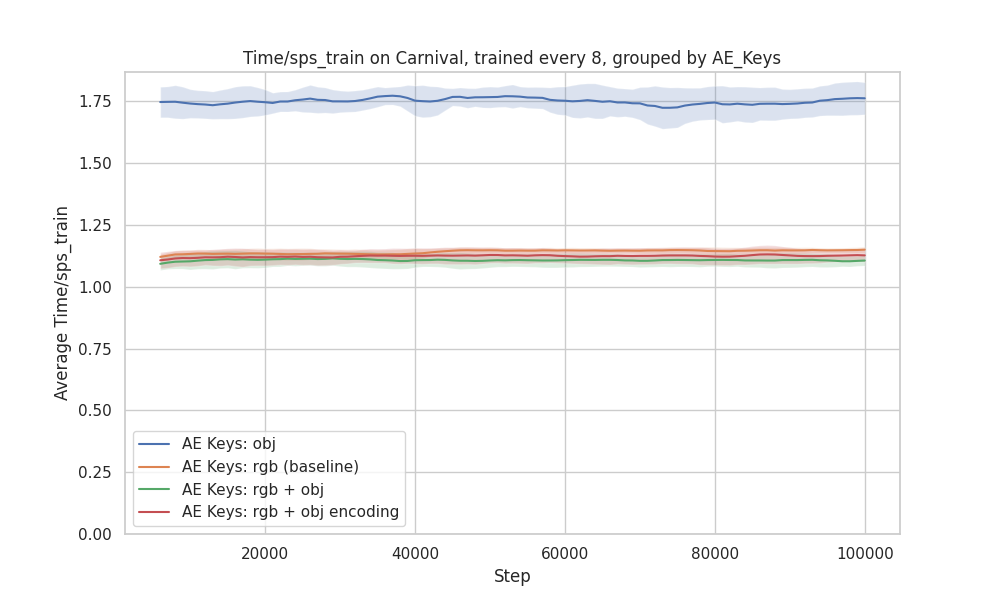 Time/sps_train on Carnival, trained every 8, grouped by AE_Keys
Average Time/sps_train
1.75
1.50
1.25
1.00
0.75
0.50
0.25
0.00
AE Keys: obj
AE Keys: rgb (baseline)
AE Keys: rgb + obj
AE Keys: rgb + obj encoding
20000
40000
60000
80000
100000
Step